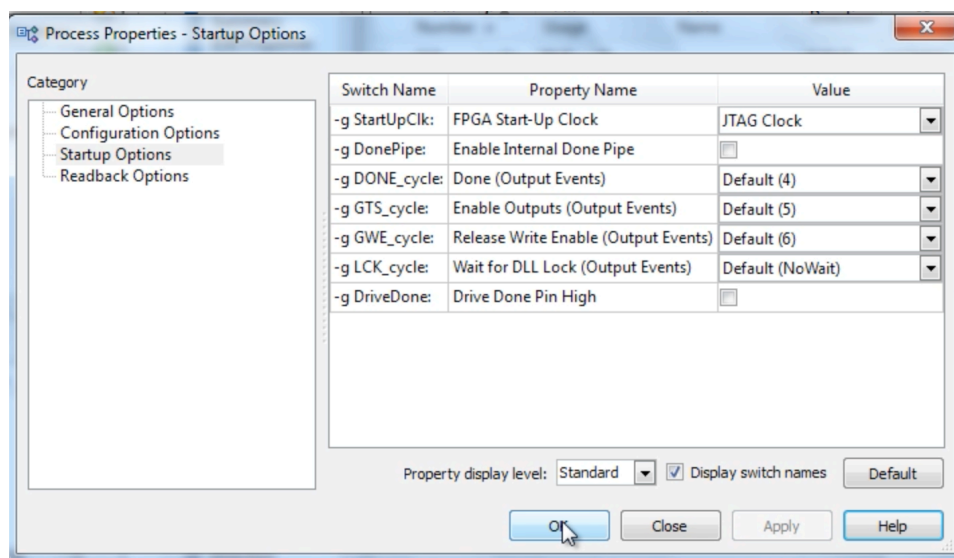 Process Properties - Startup Options
Category
General Options
Configuration Options
Startup Options
Readback Options
Switch Name Property Name Value
-g StartUpClk: FPGA Start-Up Clock JTAG Clock
-g DonePipe: Enable Internal Done Pipe
-g DONE_cycle: Done (Output Events) Default (4)
-g GTS_cycle: Enable Outputs (Output Events) Default (5)
-g GWE_cycle: Release Write Enable (Output Events) Default (6)
-g LCK_cycle: Wait for DLL Lock (Output Events) Default (NoWait)
-g DriveDone: Drive Done Pin High
Property display level: Standard Display switch names Default
OK Close Apply Help